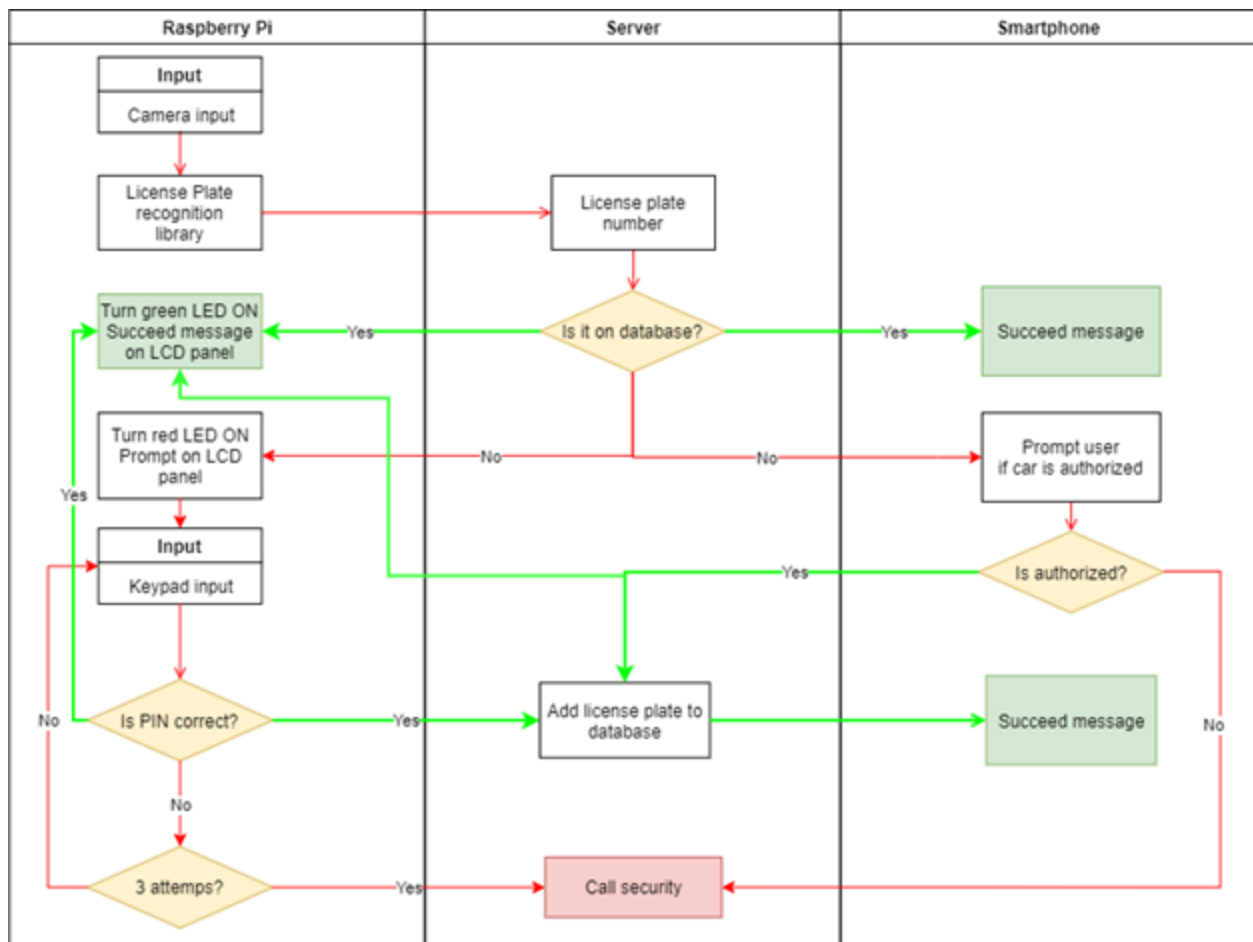 Raspberry Pi
Server
Smartphone
Input
Camera input
License Plate
recognition
library
License plate
number
Turn green LED ON
Succeed message
on LCD panel
Yes
Is it on database?
Yes
Succeed message
Turn red LED ON
Prompt on LCD
panel
No
No
Prompt user
if car is authorized
Yes
Input
Keypad input
Yes
Is authorized?
No
Is PIN correct?
Yes
Add license plate to
database
Succeed message
No
No
3 attemps?
Yes
Call security